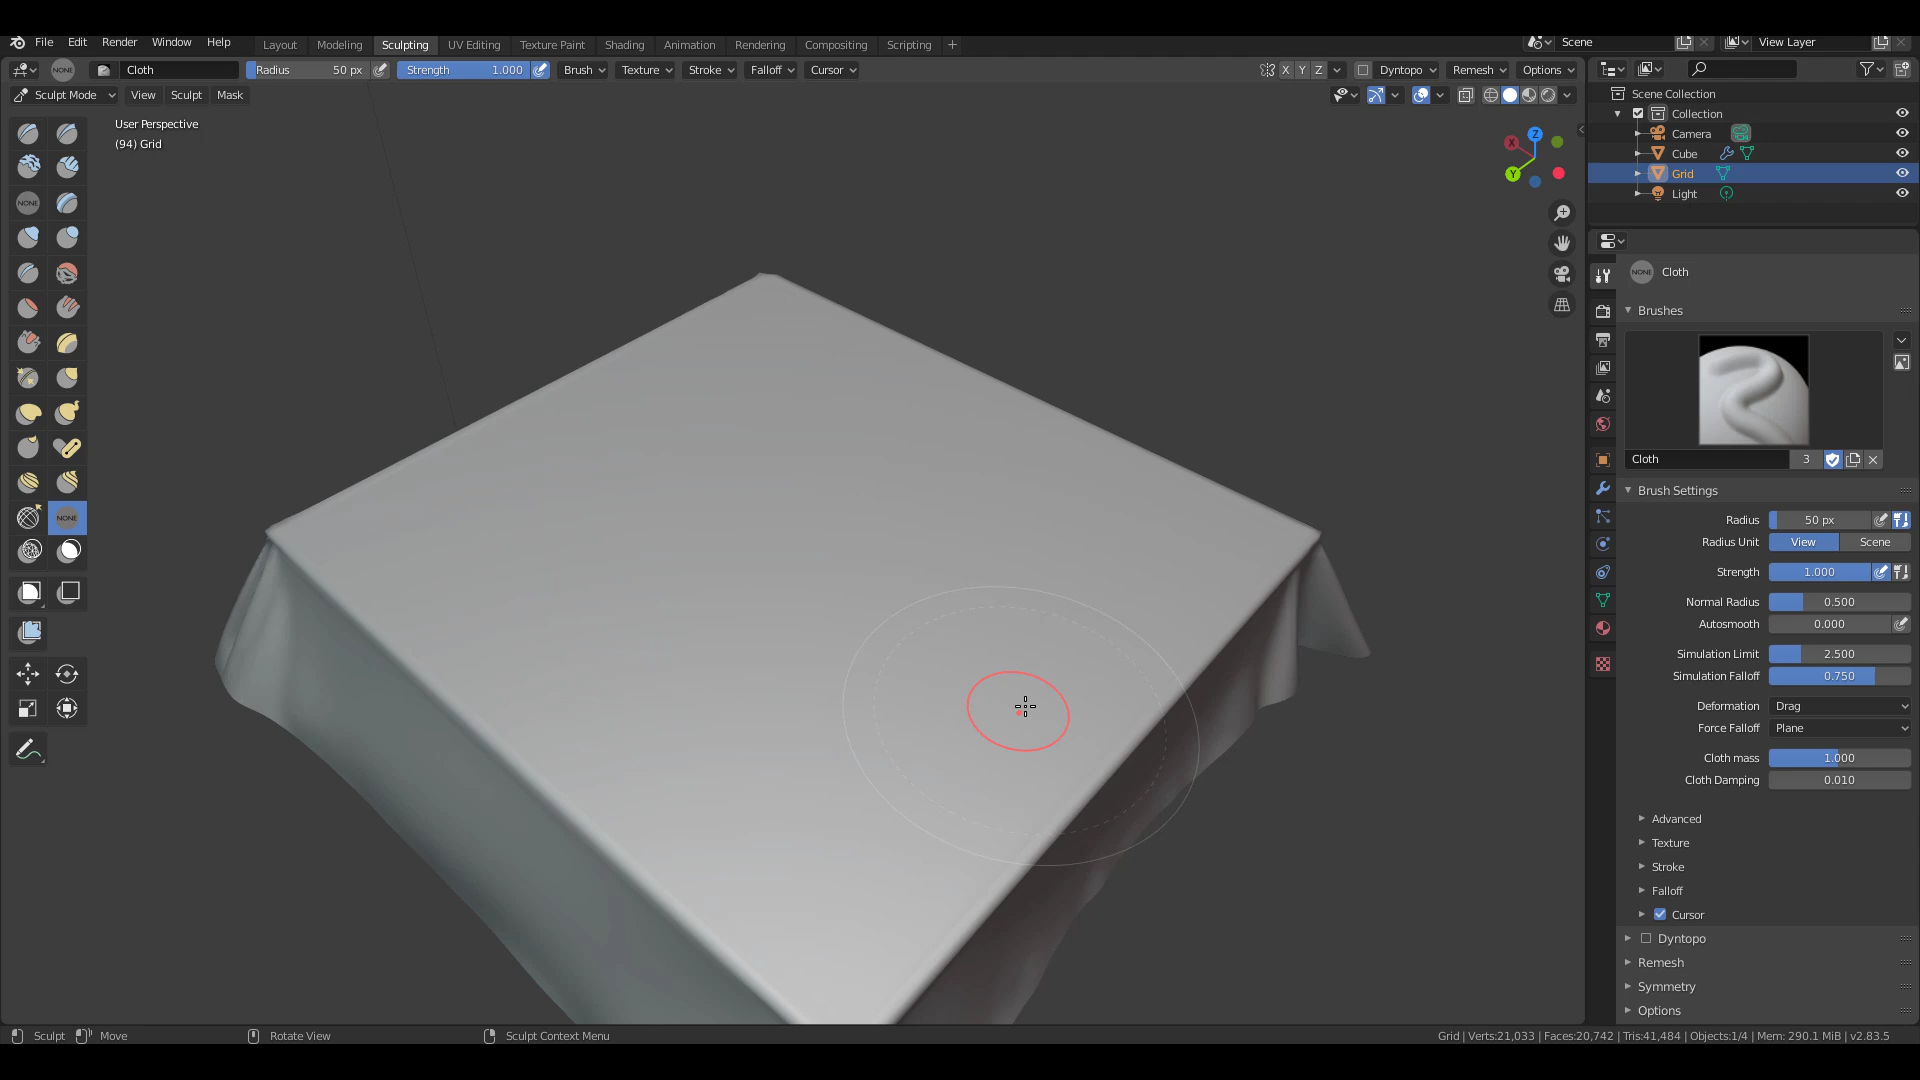 File Edit Render Window Help Layout Modeling Sculpting UV Editing Texture Paint Shading Animation Rendering Compositing Scripting + Scene View Layer
NONE Cloth Radius 50 px Strength 1.000 Brush Texture Stroke Falloff Cursor X Y Z Dyntopo Remesh Options
Sculpt Mode View Sculpt Mask
User Perspective
(94) Grid
NONE
NONE
Z
X
Y
Scene Collection
Collection
Camera
Cube
Grid
Light
NONE Cloth
Brushes
Cloth 3
Brush Settings
Radius 50 px
Radius Unit View Scene
Strength 1.000
Normal Radius 0.500
Autosmooth 0.000
Simulation Limit 2.500
Simulation Falloff 0.750
Deformation Drag
Force Falloff Plane
Cloth mass 1.000
Cloth Damping 0.010
Advanced
Texture
Stroke
Falloff
Cursor
Dyntopo
Remesh
Symmetry
Options
Sculpt Move Rotate View Sculpt Context Menu Grid | Verts:21,033 | Faces:20,742 | Tris:41,484 | Objects:1/4 | Mem: 290.1 MiB | v2.83.5